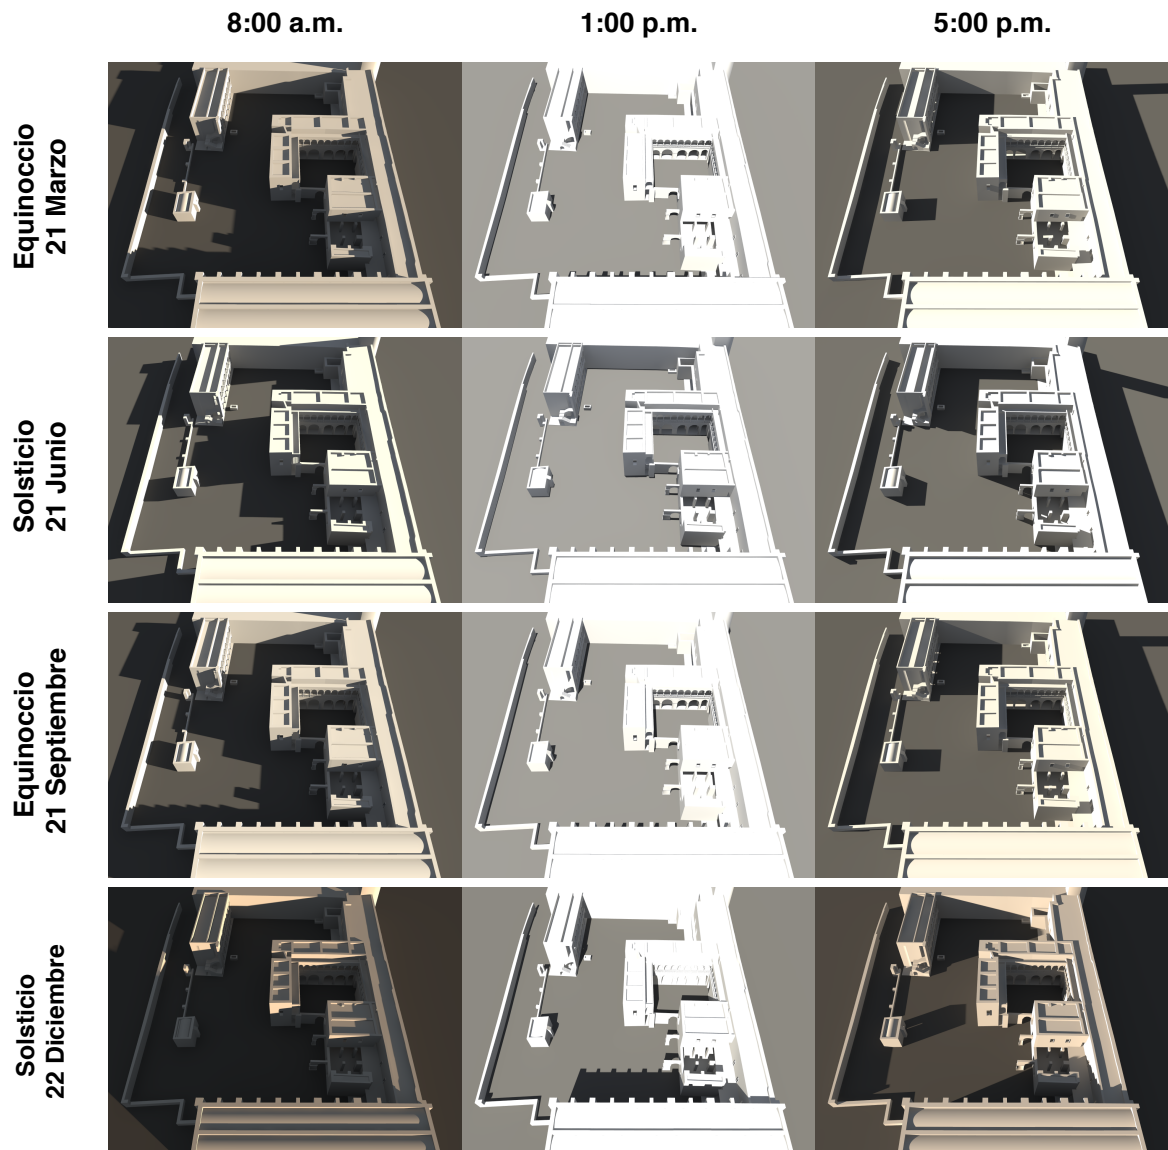 8:00 a.m.
1:00 p.m.
5:00 p.m.
Equinoccio
21 Marzo
Solsticio
21 Junio
Equinoccio
21 Septiembre
Solsticio
22 Diciembre